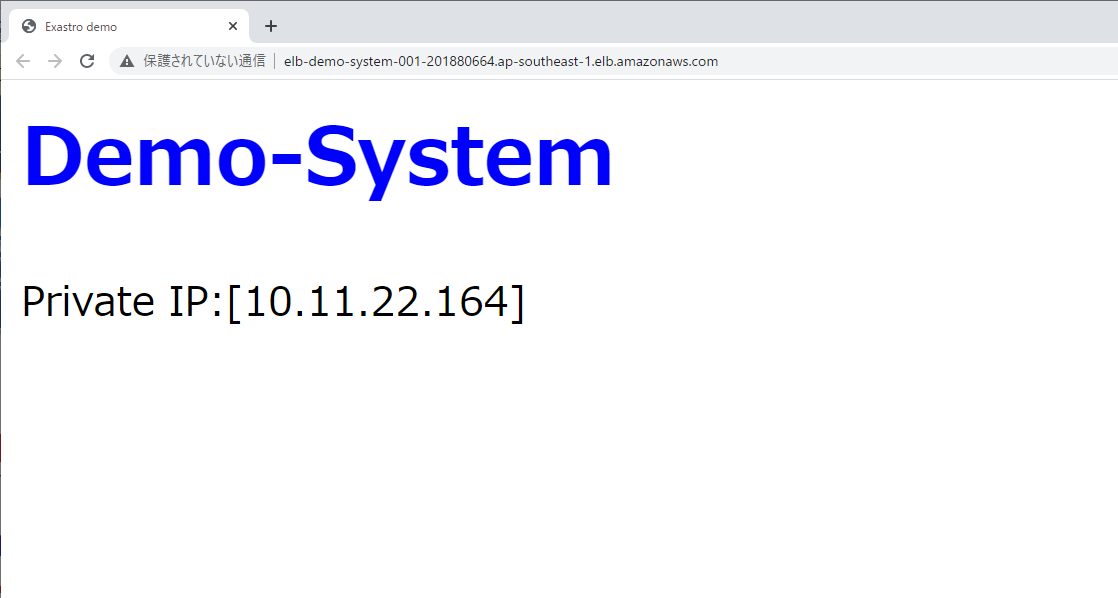 Exastro demo
保護されていない通信 elb-demo-system-001-201880664.ap-southeast-1.elb.amazonaws.com
Demo-System
Private IP:[10.11.22.164]